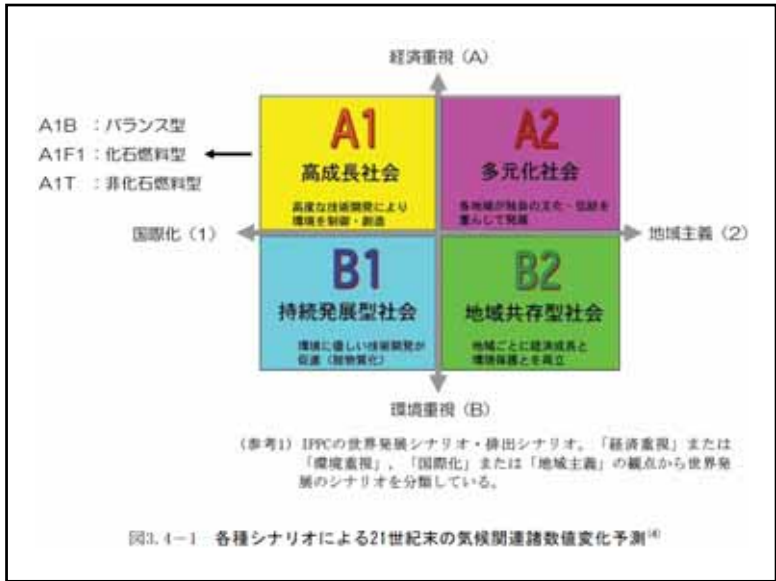 経済重視（A）
A1B ：バランス型
A1F1：化石燃料型
A1T ：非化石燃料型
A1
高成長社会
高度な技術開発により
環境を制御・創造
A2
多元化社会
各地域が独自の文化・伝統を
重んじて発展
国際化（1）
地域主義（2）
B1
持続発展型社会
環境に優しい技術開発が
促進（脱物質化）
B2
地域共存型社会
地域ごとに経済成長と
環境保護とを両立
環境重視（B）
（参考1） IPPCの世界発展シナリオ・排出シナリオ。「経済重視」または
「環境重視」、「国際化」または「地域主義」の観点から世界発
展のシナリオを分類している。
図3.4-1 各種シナリオによる21世紀末の気候関連諸数値変化予測⁽⁴⁾